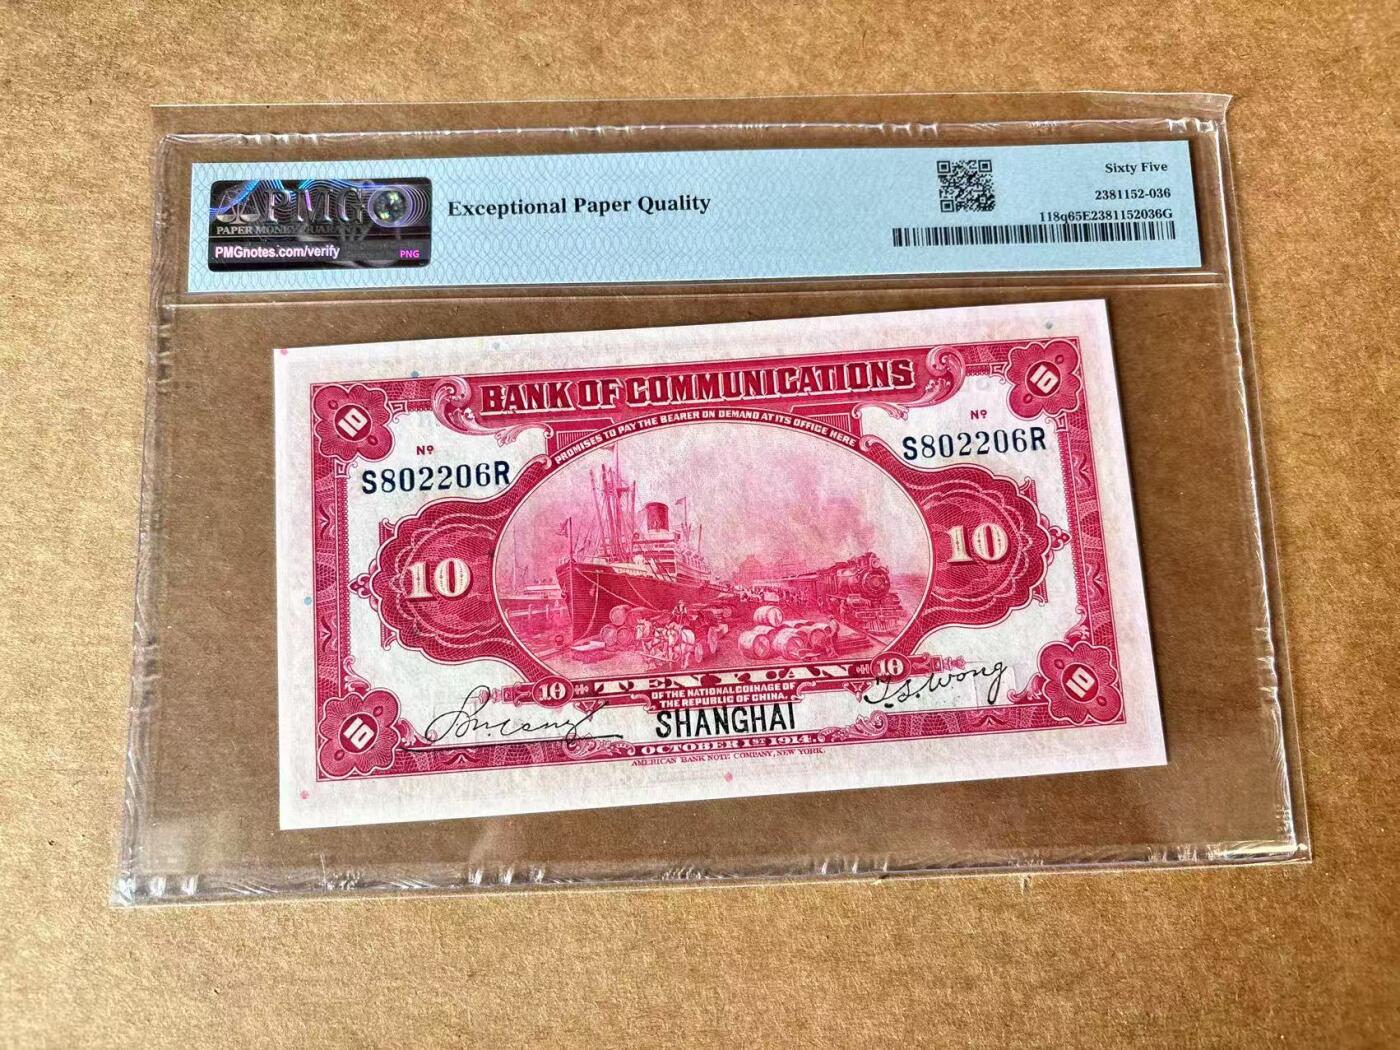 PMG
PAPER MONEY GUARANTY
PMGnotes.com/verify
PNG
Exceptional Paper Quality
Sixty Five
2381152-036
118q65E2381152036G
10
10
BANK OF COMMUNICATIONS
PROMISES TO PAY THE BEARER ON DEMAND AT ITS OFFICE HERE
Nº
S802206R
Nº
S802206R
10
10
10 TEN YUAN 10
OF THE NATIONAL COINAGE OF
THE REPUBLIC OF CHINA.
T. S. Wong
SHANGHAI
10
10
OCTOBER 1ST 1914.
AMERICAN BANK NOTE COMPANY, NEW YORK.